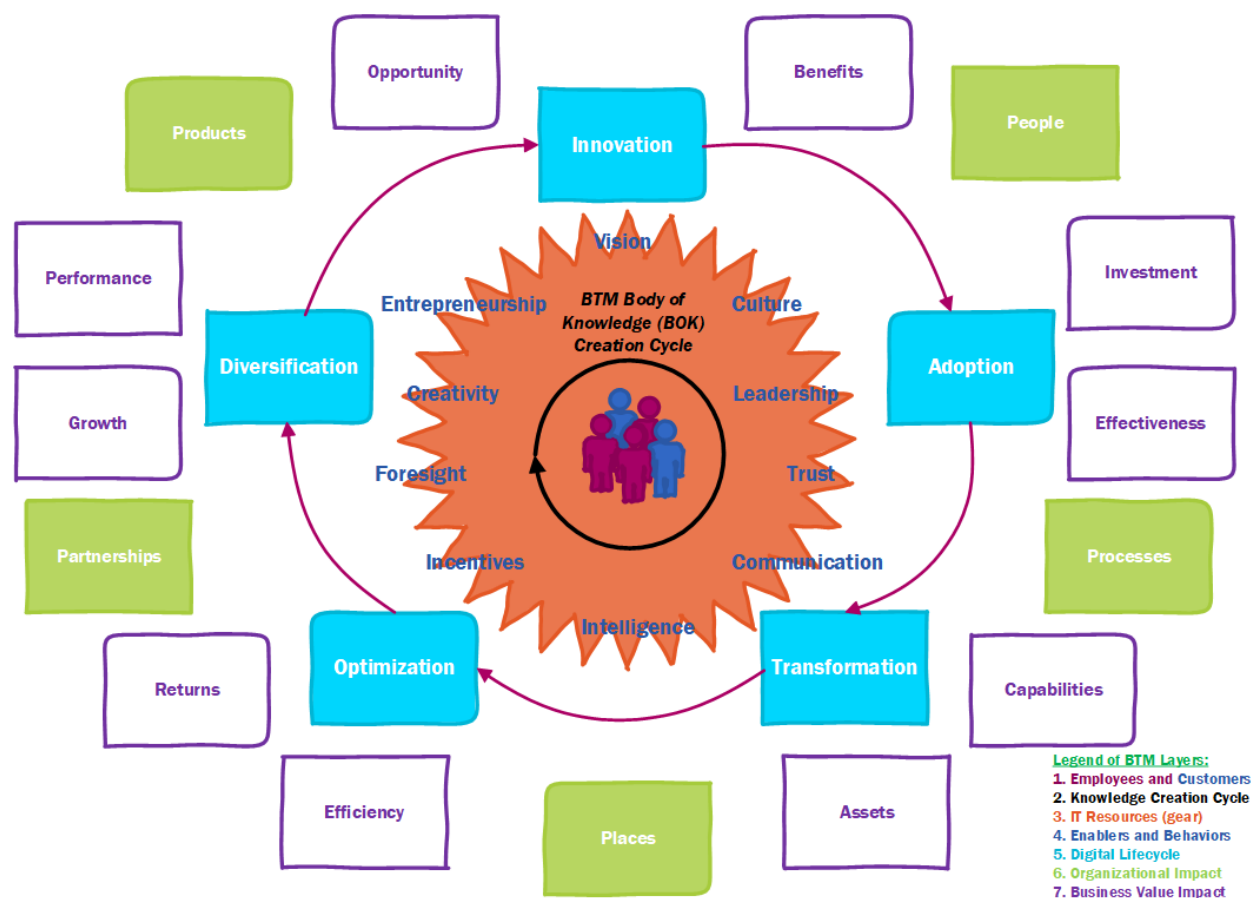 Opportunity
Benefits
Products
People
Innovation
Vision
Performance
Entrepreneurship
Culture
Investment
BTM Body of
Knowledge (BOK)
Creation Cycle
Diversification
Adoption
Creativity
Leadership
Growth
Effectiveness
Foresight
Trust
Partnerships
Processes
Incentives
Communication
Intelligence
Optimization
Transformation
Returns
Capabilities
Efficiency
Places
Assets
Legend of BTM Layers:
1. Employees and Customers
2. Knowledge Creation Cycle
3. IT Resources (gear)
4. Enablers and Behaviors
5. Digital Lifecycle
6. Organizational Impact
7. Business Value Impact